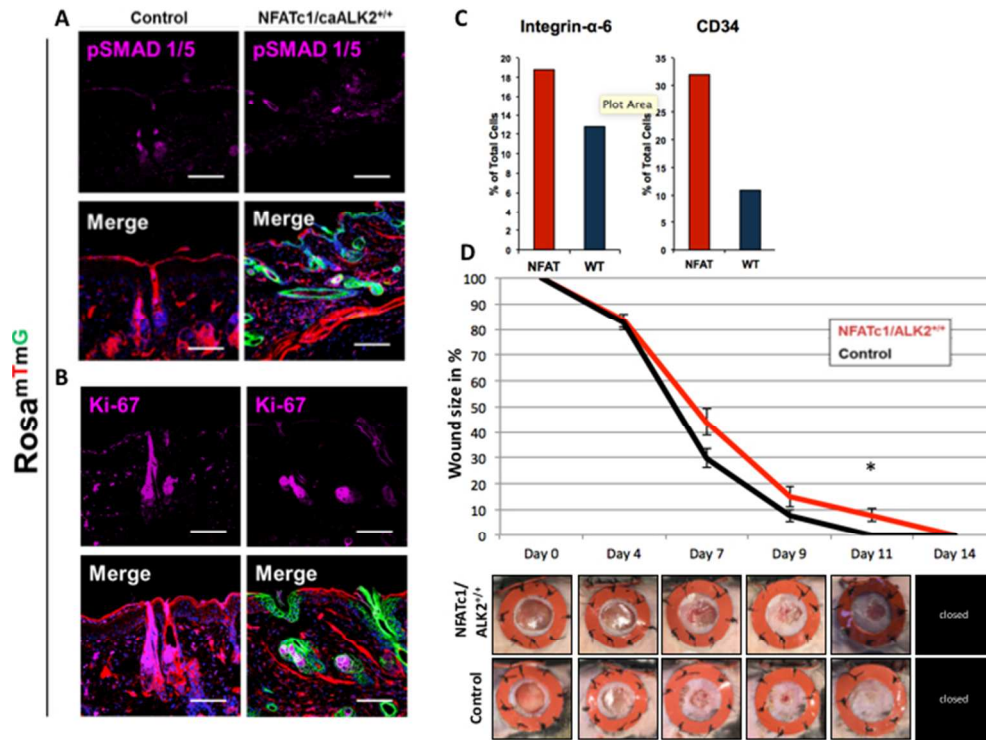 A
Control
NFATc1/caALK2+/+
pSMAD 1/5
pSMAD 1/5
Merge
Merge
B
Ki-67
Ki-67
Merge
Merge
RosamTmG
C
Integrin-α-6
CD34
% of Total Cells
20
18
16
14
12
10
8
6
4
2
0
NFAT
WT
Plot Area
% of Total Cells
35
30
25
20
15
10
5
0
NFAT
WT
D
Wound size in %
100
90
80
70
60
50
40
30
20
10
0
NFATc1/ALK2+/+
Control
*
Day 0
Day 4
Day 7
Day 9
Day 11
Day 14
NFATc1/
ALK2+/+
closed
Control
closed